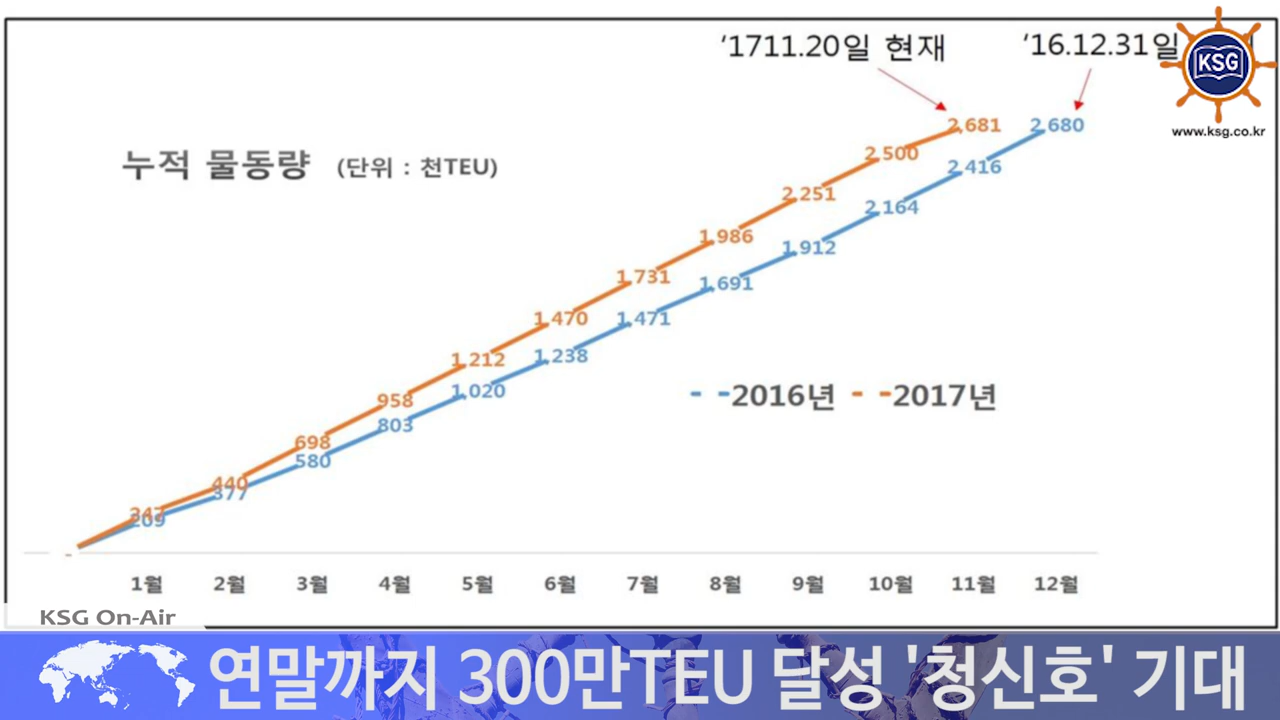 '1711.20일 현재
'16.12.31일
KSG
www.ksg.co.kr
누적 물동량 (단위 : 천TEU)
2,681
2,680
2,500
2,416
2,251
2,164
1,986
1,912
1,731
1,691
1,470
1,471
1,212
1,238
958
1,020
698
803
440
580
377
247
209
2016년 2017년
-
1월 2월 3월 4월 5월 6월 7월 8월 9월 10월 11월 12월
KSG On-Air
연말까지 300만TEU 달성 '청신호' 기대